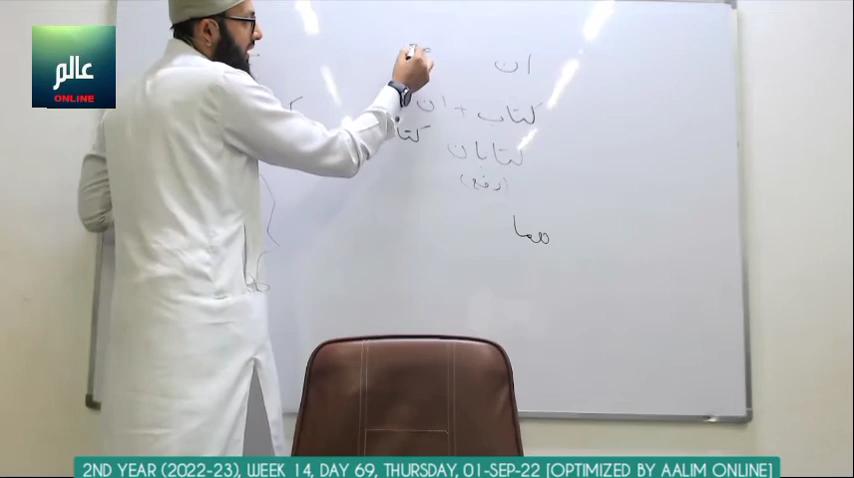 عالم
ONLINE
ان
كتاب + ان
كتابان
(رفع)
هما
2ND YEAR (2022-23), WEEK 14, DAY 69, THURSDAY, 01-SEP-22 [OPTIMIZED BY AALIM ONLINE]